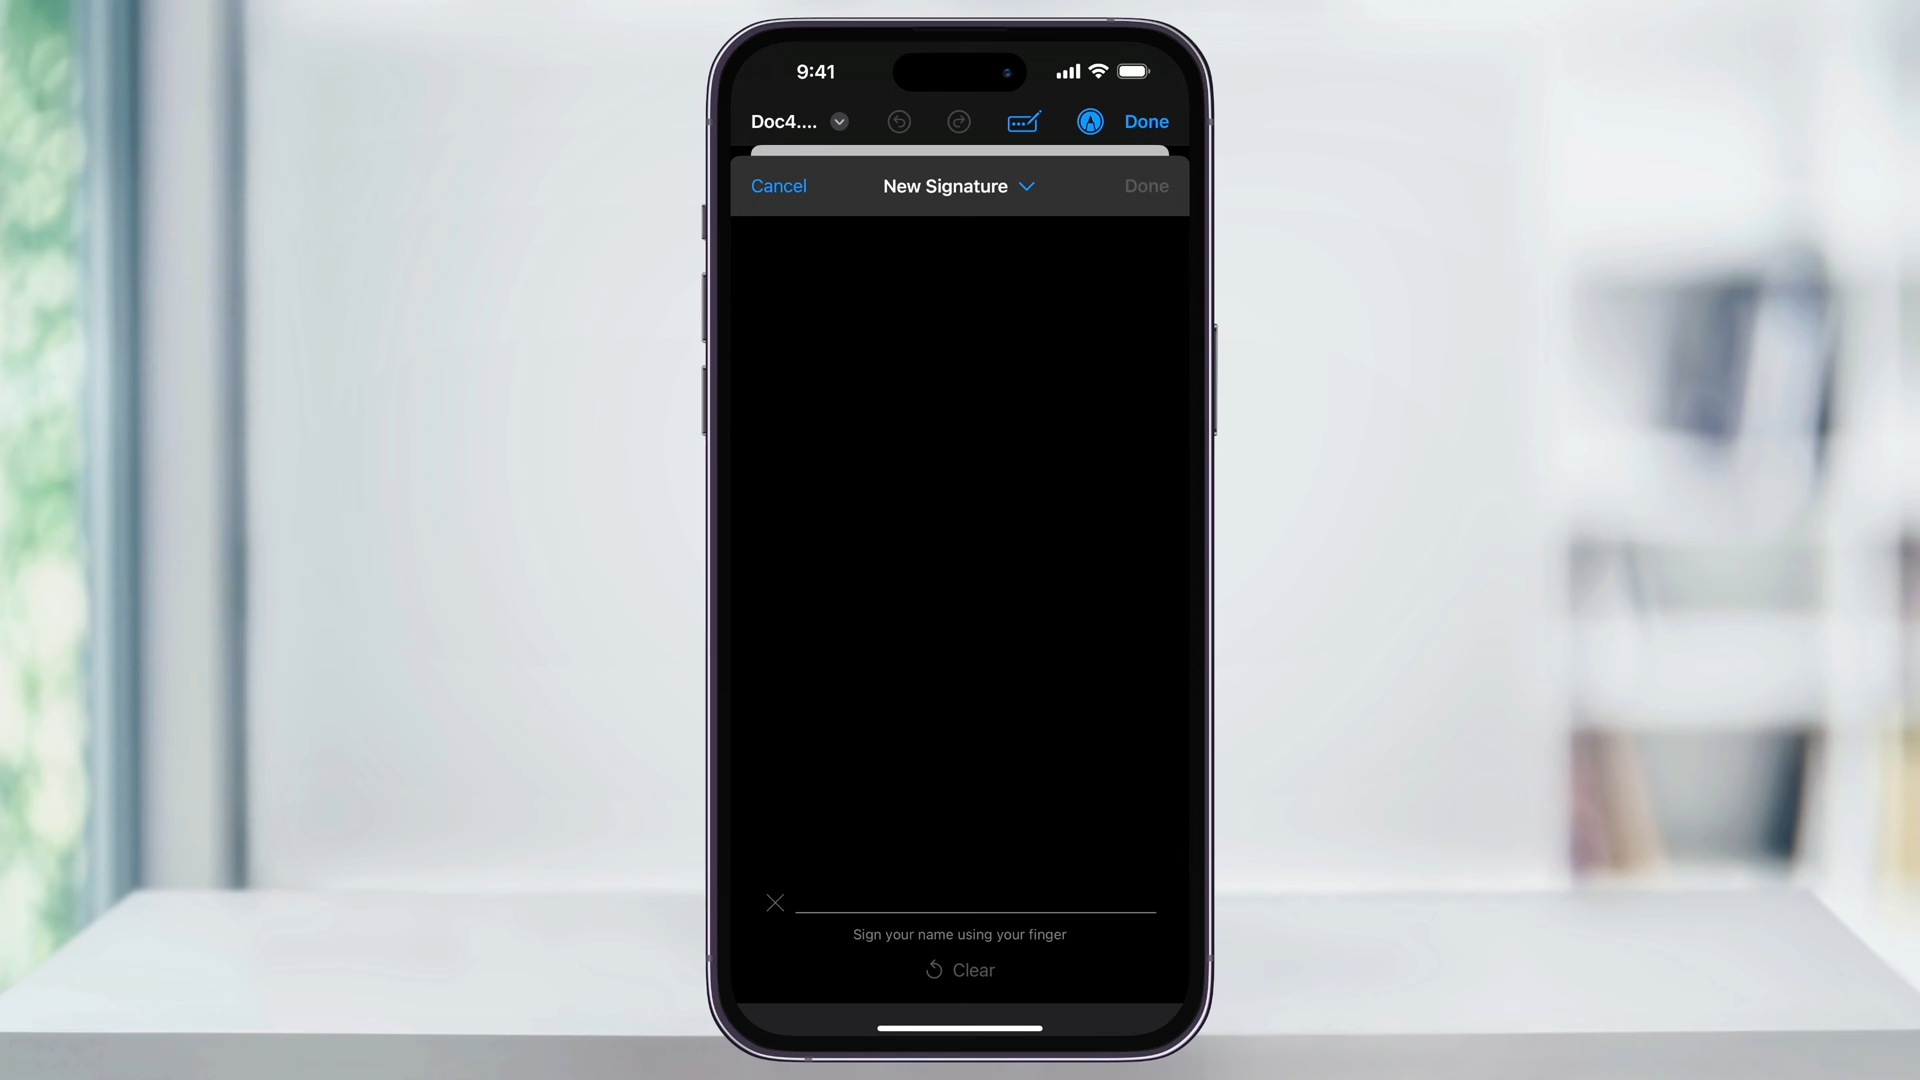 9:41
Doc4.... Done
Cancel New Signature Done
Sign your name using your finger
Clear